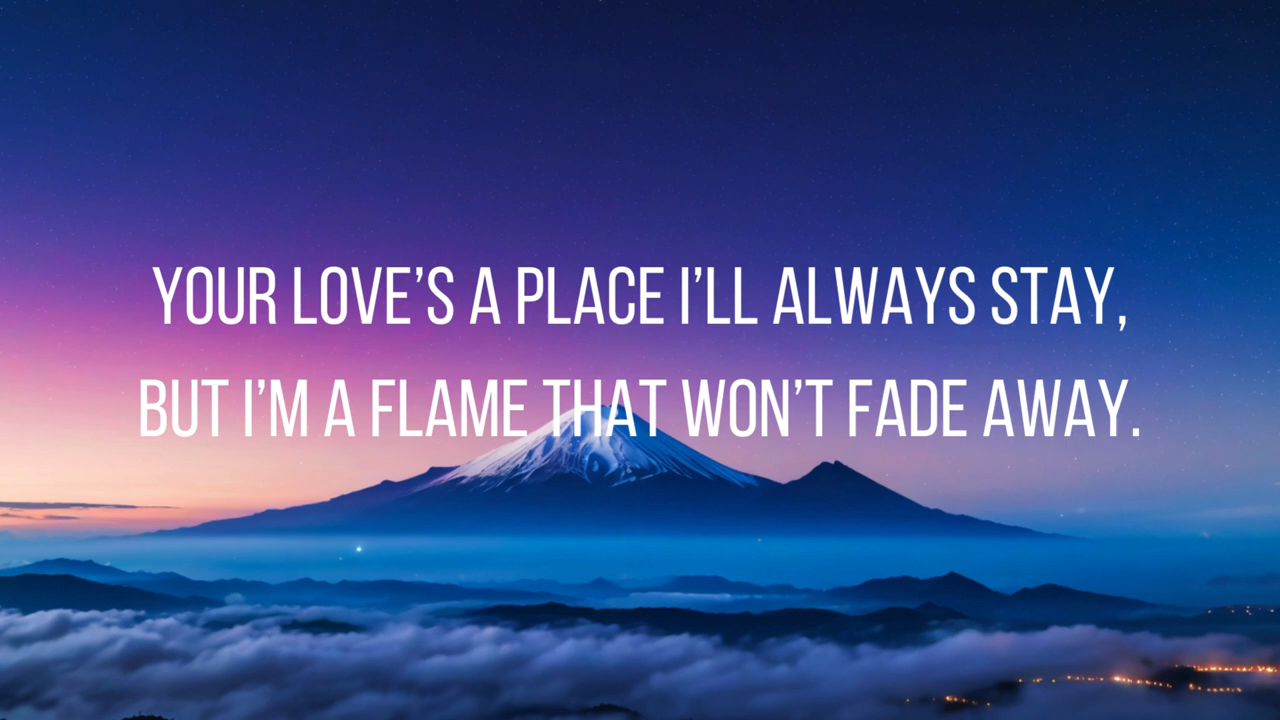 YOUR LOVE’S A PLACE I’LL ALWAYS STAY,
BUT I’M A FLAME THAT WON’T FADE AWAY.